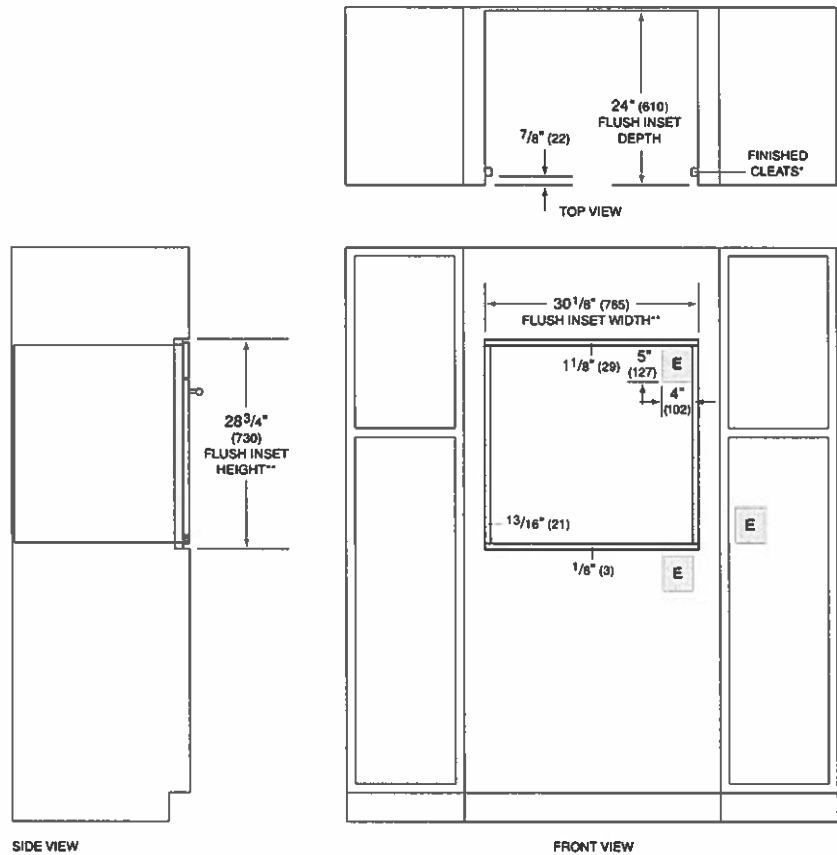 24" (610)
FLUSH INSET
DEPTH
7/8" (22)
FINISHED
CLEATS*
TOP VIEW
30 1/8" (765)
FLUSH INSET WIDTH**
1 1/8" (29)
5"
(127)
E
4"
(102)
28 3/4"
(730)
FLUSH INSET
HEIGHT**
13/16" (21)
E
1/8" (3)
E
SIDE VIEW
FRONT VIEW